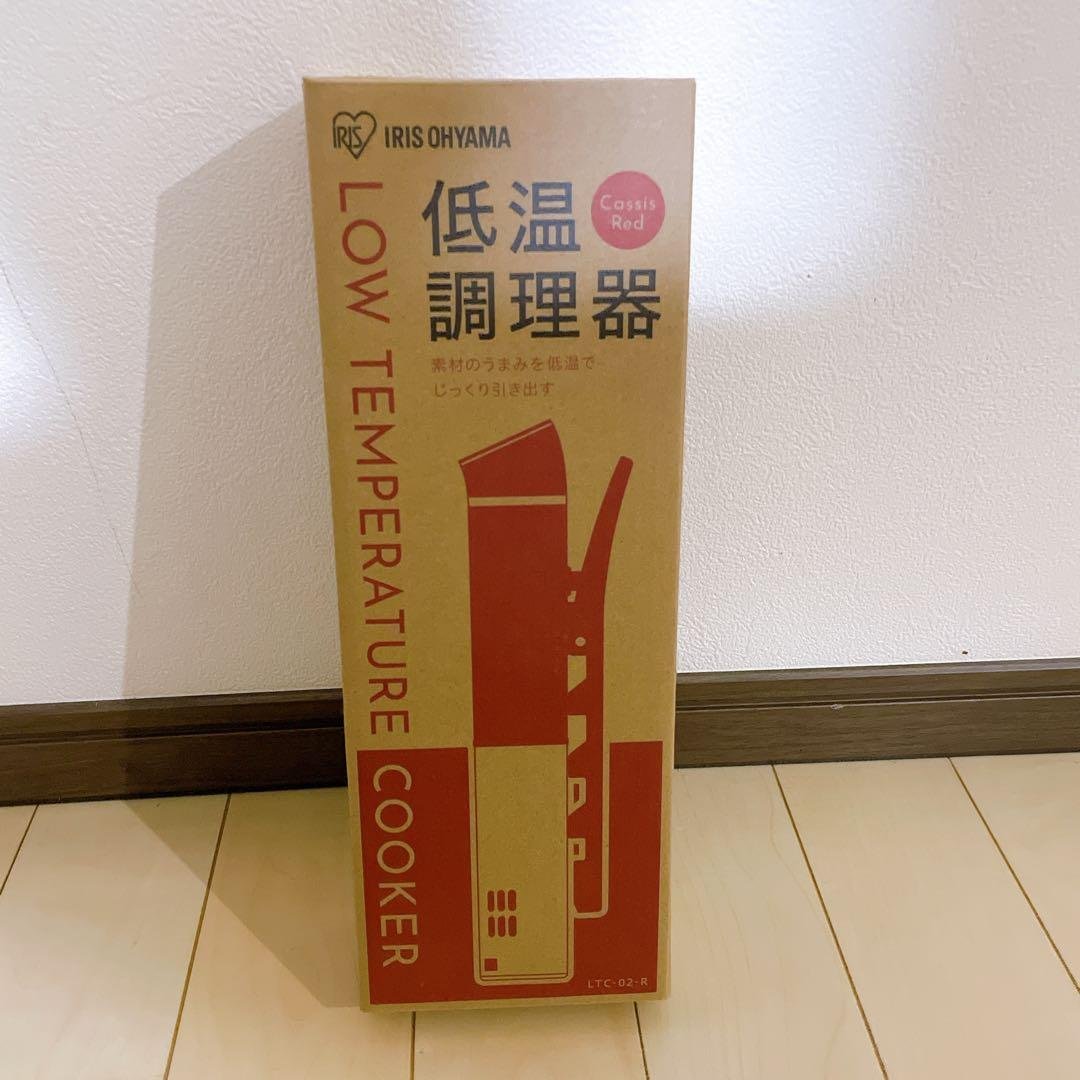 IRIS
IRIS OHYAMA
低温
調理器
Cassis
Red
素材のうまみを低温で
じっくり引き出す
LOW TEMPERATURE COOKER
LTC-02-R